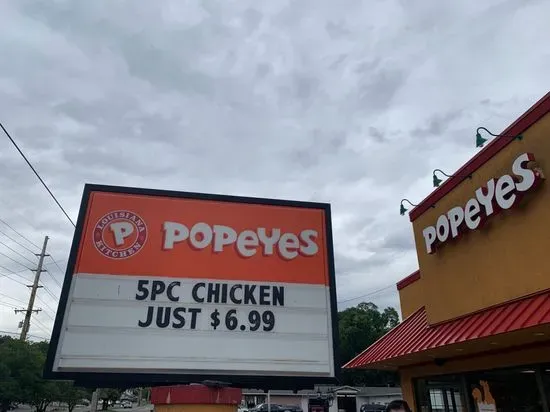 LOUISIANA
P
KITCHEN
POPEYES
5PC CHICKEN
JUST $6.99
POPEYES